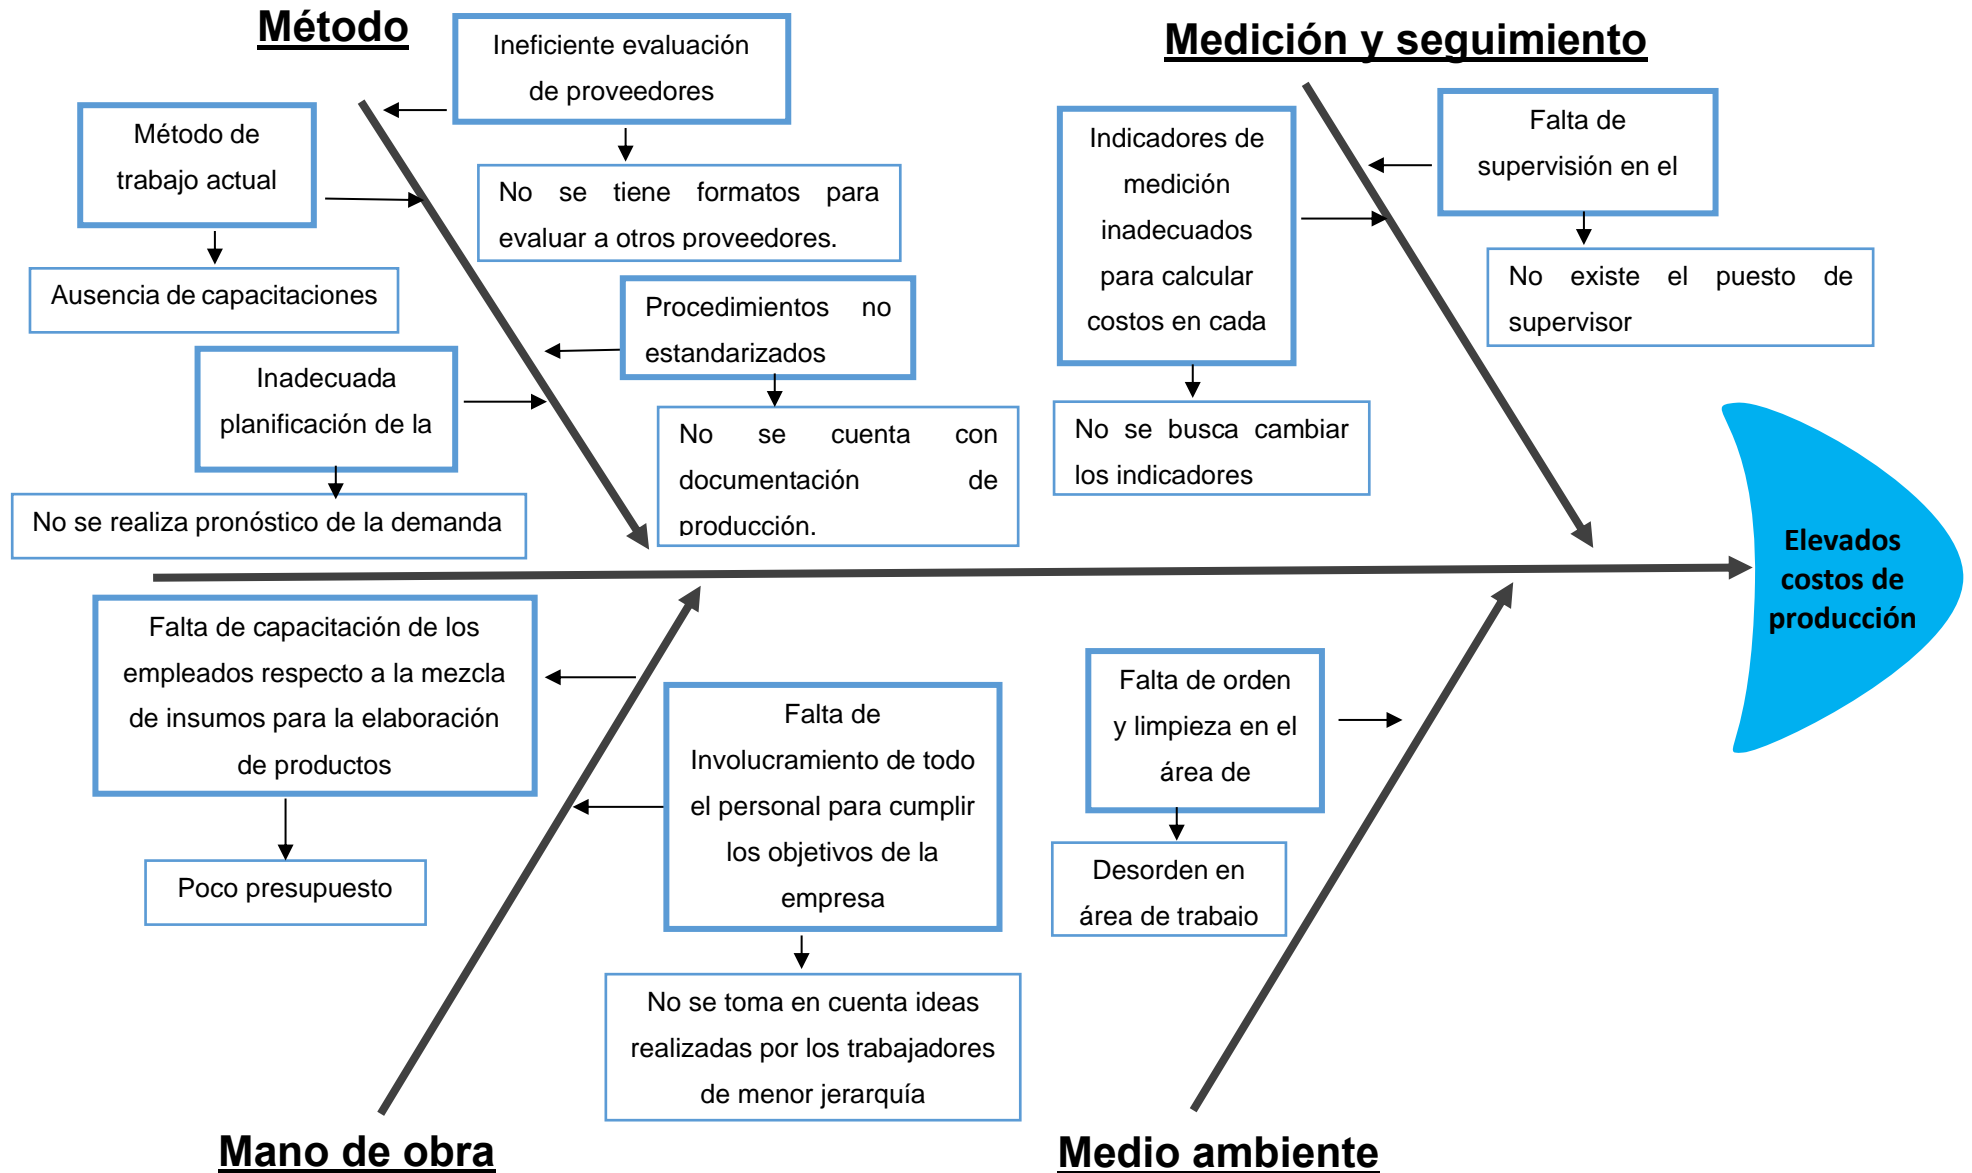 Método
Ineficiente evaluación
de proveedores
Método de
trabajo actual
No se tiene formatos para
evaluar a otros proveedores.
Ausencia de capacitaciones
Procedimientos no
estandarizados
Inadecuada
planificación de la
No se cuenta con
documentación de
producción.
No se realiza pronóstico de la demanda
Medición y seguimiento
Indicadores de
medición
inadecuados
para calcular
costos en cada
Falta de
supervisión en el
No existe el puesto de
supervisor
No se busca cambiar
los indicadores
Elevados
costos de
producción
Falta de capacitación de los
empleados respecto a la mezcla
de insumos para la elaboración
de productos
Poco presupuesto
Falta de
Involucramiento de todo
el personal para cumplir
los objetivos de la
empresa
No se toma en cuenta ideas
realizadas por los trabajadores
de menor jerarquía
Mano de obra
Falta de orden
y limpieza en el
área de
Desorden en
área de trabajo
Medio ambiente